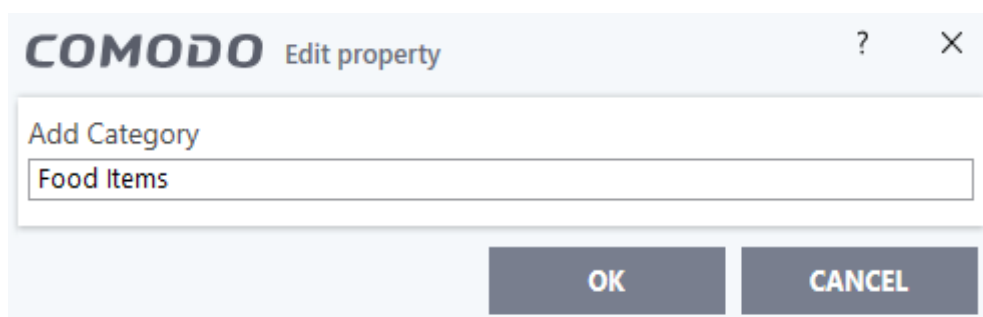 COMODO Edit property ? ×
Add Category
Food Items
OK CANCEL